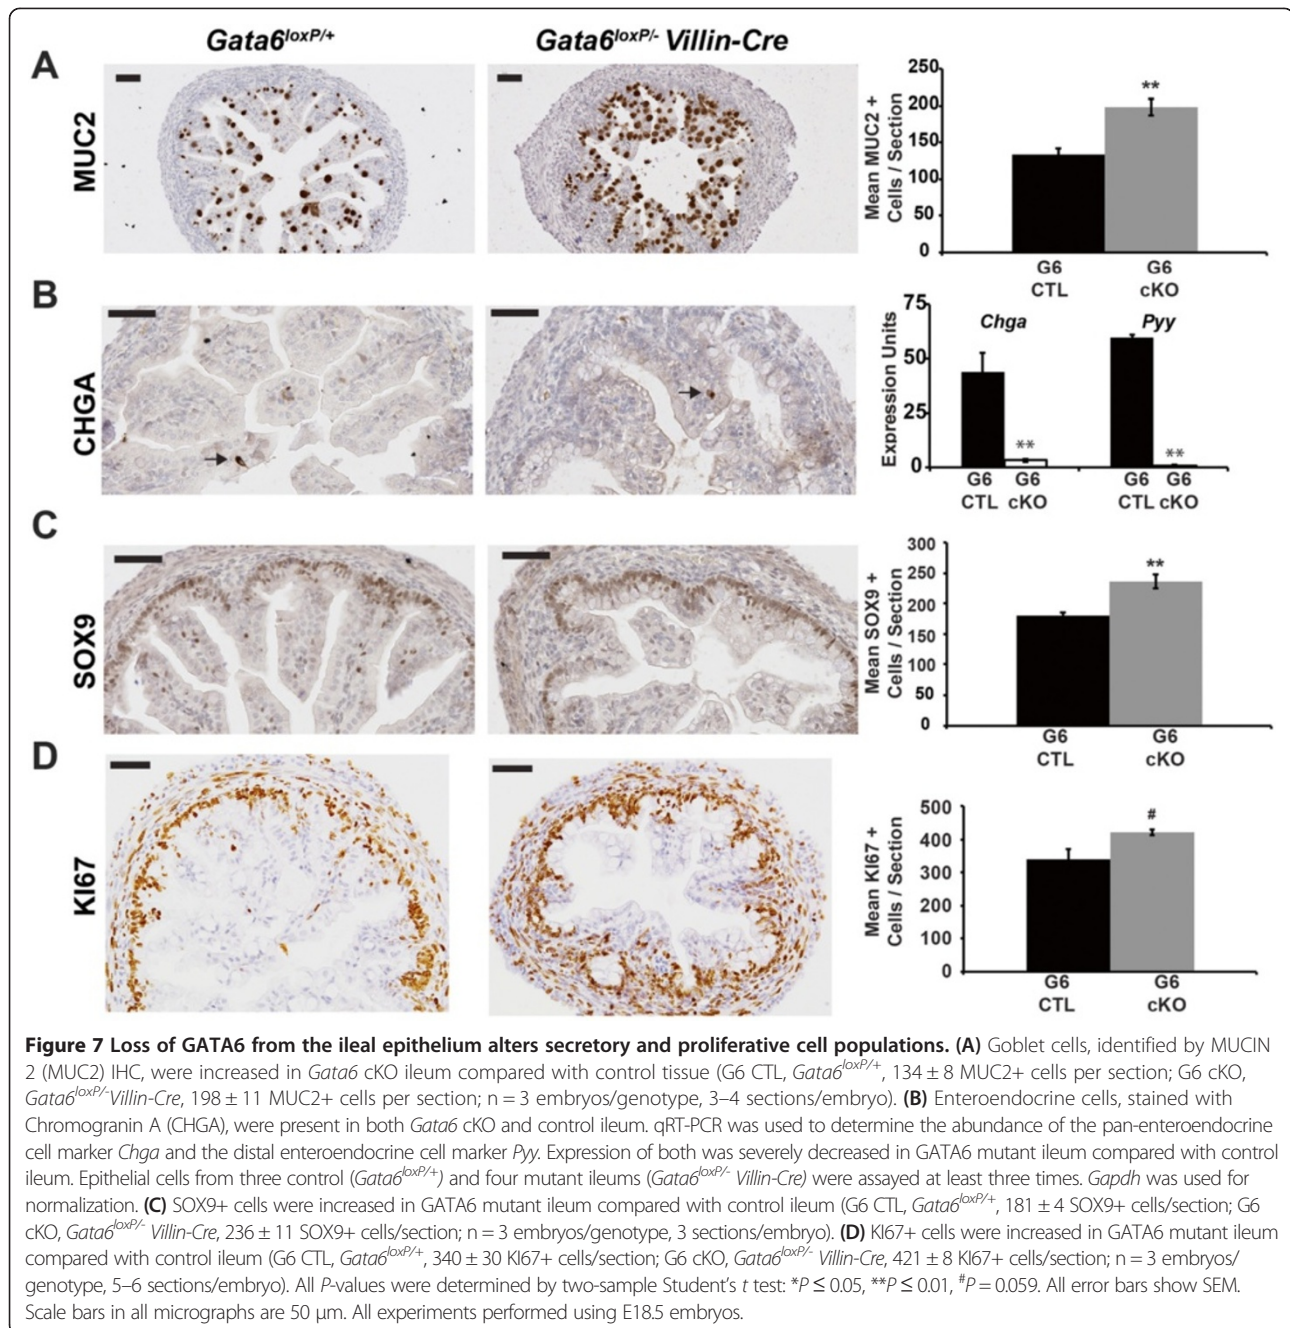 Gata6loxP/+
Gata6loxP/- Villin-Cre
A
MUC2
Mean MUC2 +
Cells / Section
250
200
150
100
50
0
**
G6
CTL
G6
cKO
B
CHGA
Expression Units
75
50
25
0
Chga
Pyy
**
**
G6
CTL
G6
cKO
G6
CTL
G6
cKO
C
SOX9
Mean SOX9 +
Cells / Section
300
250
200
150
100
50
0
**
G6
CTL
G6
cKO
D
KI67
Mean KI67 +
Cells / Section
500
400
300
200
100
0
#
G6
CTL
G6
cKO
Figure 7 Loss of GATA6 from the ileal epithelium alters secretory and proliferative cell populations. (A) Goblet cells, identified by MUCIN
2 (MUC2) IHC, were increased in Gata6 cKO ileum compared with control tissue (G6 CTL, Gata6loxP/+, 134 ± 8 MUC2+ cells per section; G6 cKO,
Gata6loxP/-Villin-Cre, 198 ± 11 MUC2+ cells per section; n = 3 embryos/genotype, 3–4 sections/embryo). (B) Enteroendocrine cells, stained with
Chromogranin A (CHGA), were present in both Gata6 cKO and control ileum. qRT-PCR was used to determine the abundance of the pan-enteroendocrine
cell marker Chga and the distal enteroendocrine cell marker Pyy. Expression of both was severely decreased in GATA6 mutant ileum compared with control
ileum. Epithelial cells from three control (Gata6loxP/+) and four mutant ileums (Gata6loxP/- Villin-Cre) were assayed at least three times. Gapdh was used for
normalization. (C) SOX9+ cells were increased in GATA6 mutant ileum compared with control ileum (G6 CTL, Gata6loxP/+, 181 ± 4 SOX9+ cells/section; G6
cKO, Gata6loxP/- Villin-Cre, 236 ± 11 SOX9+ cells/section; n = 3 embryos/genotype, 3 sections/embryo). (D) KI67+ cells were increased in GATA6 mutant ileum
compared with control ileum (G6 CTL, Gata6loxP/+, 340 ± 30 KI67+ cells/section; G6 cKO, Gata6loxP/- Villin-Cre, 421 ± 8 KI67+ cells/section; n = 3 embryos/
genotype, 5–6 sections/embryo). All P-values were determined by two-sample Student's t test: *P ≤ 0.05, **P ≤ 0.01, #P = 0.059. All error bars show SEM.
Scale bars in all micrographs are 50 μm. All experiments performed using E18.5 embryos.